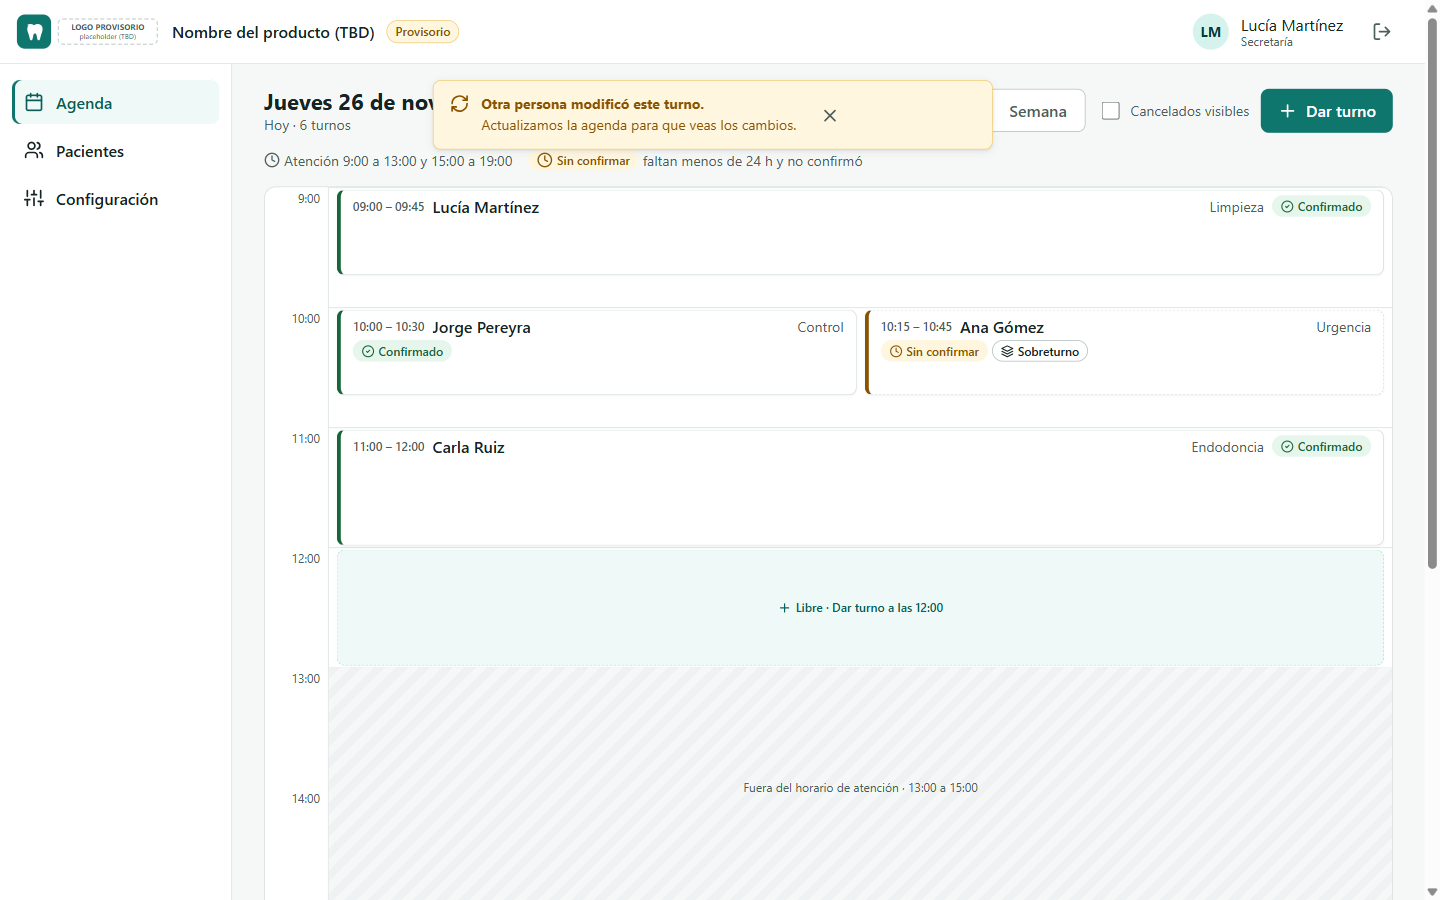 LOGO PROVISORIO
placeholder (TBD)
Nombre del producto (TBD)
Provisorio
LM
Lucía Martínez
Secretaría
Agenda
Pacientes
Configuración
Jueves 26 de nov
Hoy · 6 turnos
Otra persona modificó este turno.
Actualizamos la agenda para que veas los cambios.
Semana
Cancelados visibles
Dar turno
Atención 9:00 a 13:00 y 15:00 a 19:00
Sin confirmar
faltan menos de 24 h y no confirmó
9:00
09:00 – 09:45 Lucía Martínez
Limpieza
Confirmado
10:00
10:00 – 10:30 Jorge Pereyra
Control
Confirmado
10:15 – 10:45 Ana Gómez
Urgencia
Sin confirmar
Sobreturno
11:00
11:00 – 12:00 Carla Ruiz
Endodoncia
Confirmado
12:00
Libre · Dar turno a las 12:00
13:00
Fuera del horario de atención · 13:00 a 15:00
14:00